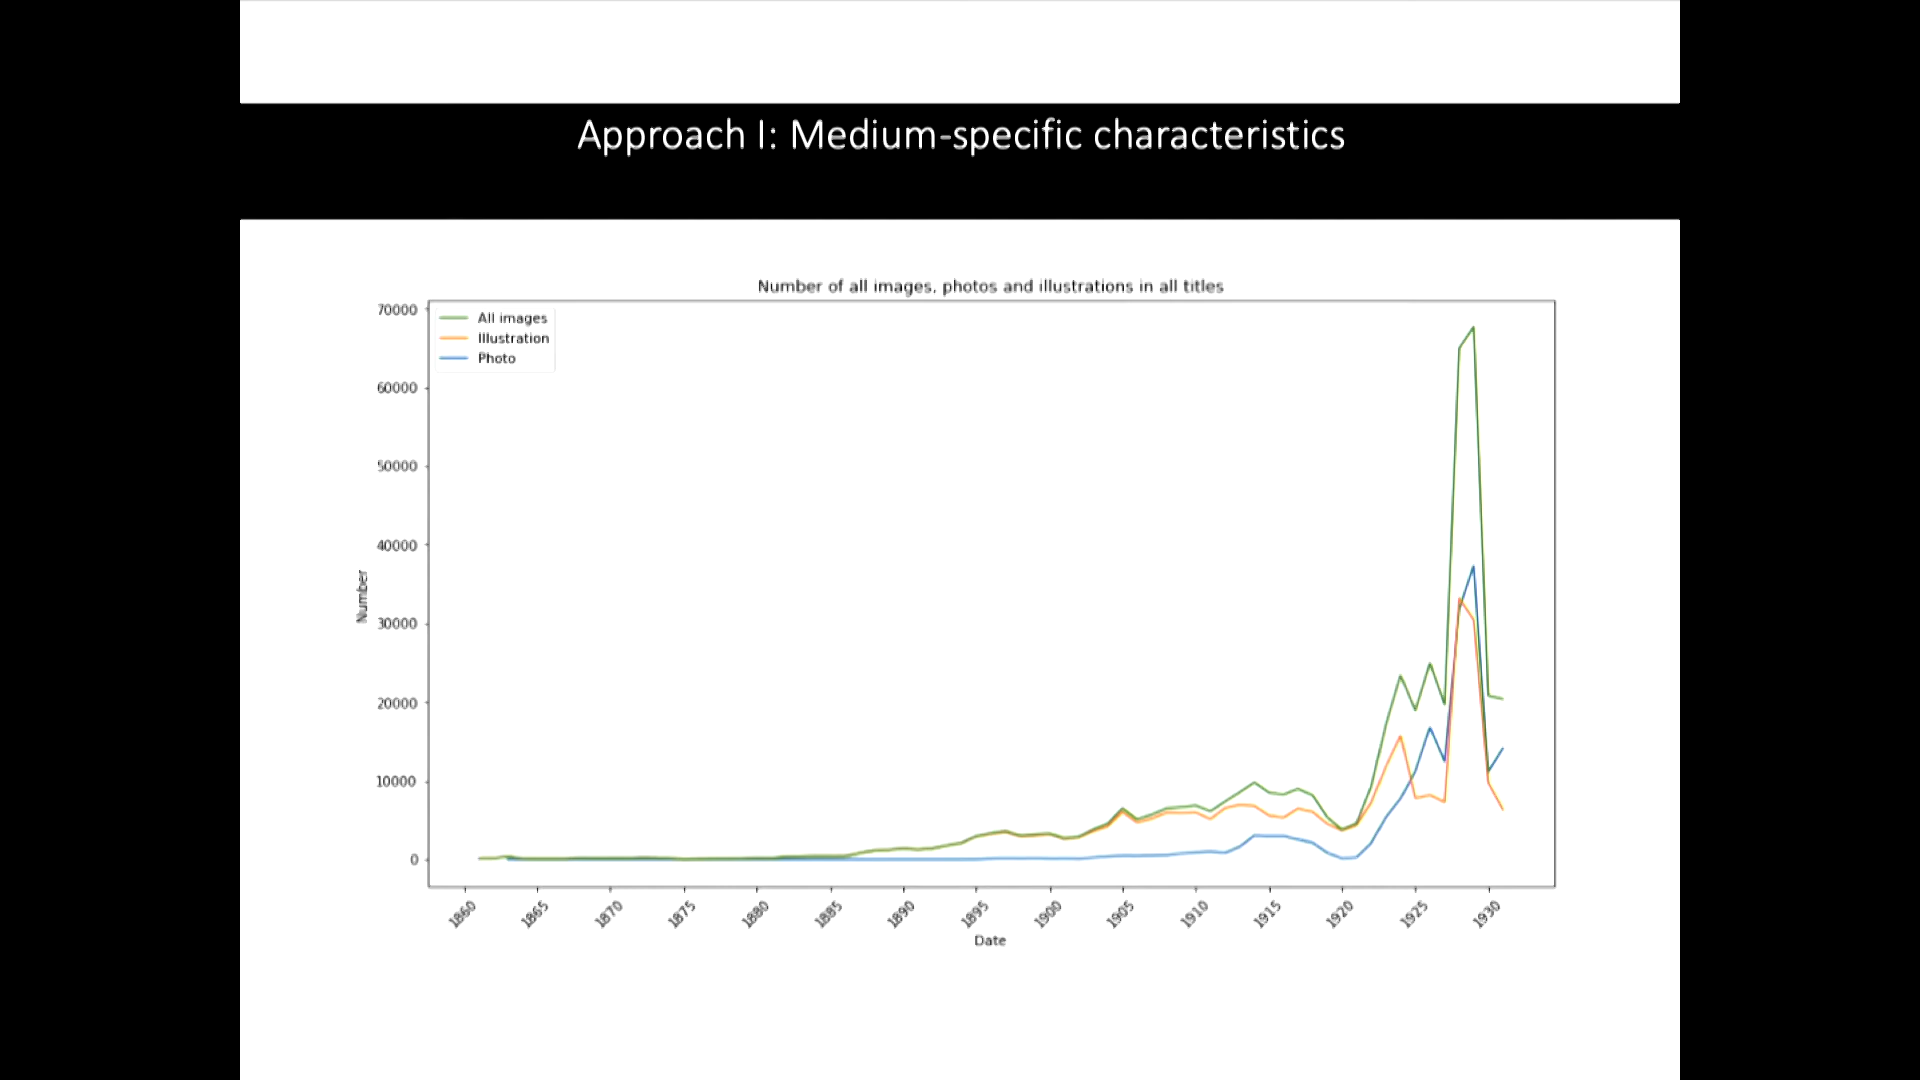 Approach I: Medium-specific characteristics
Number of all images, photos and illustrations in all titles
All images
Illustration
Photo
70000
60000
50000
40000
30000
20000
10000
0
Number
1860 1865 1870 1875 1880 1885 1890 1895 1900 1905 1910 1915 1920 1925 1930
Date